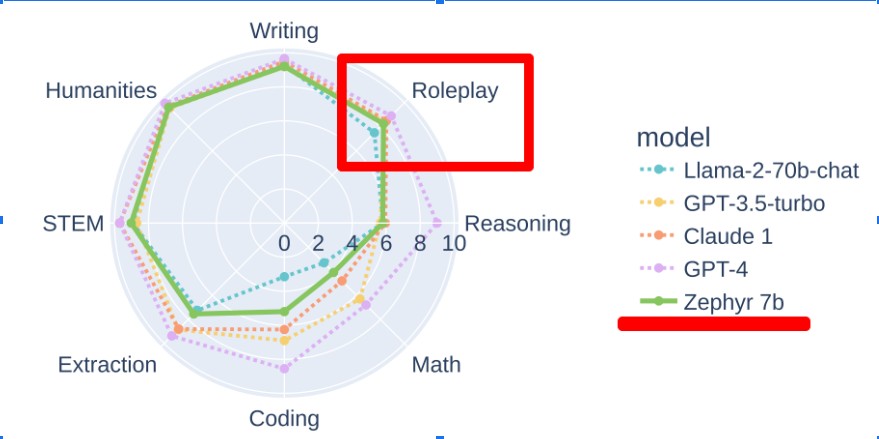 Writing
Humanities
Roleplay
STEM
Reasoning
0 2 4 6 8 10
Extraction
Math
Coding
model
Llama-2-70b-chat
GPT-3.5-turbo
Claude 1
GPT-4
Zephyr 7b